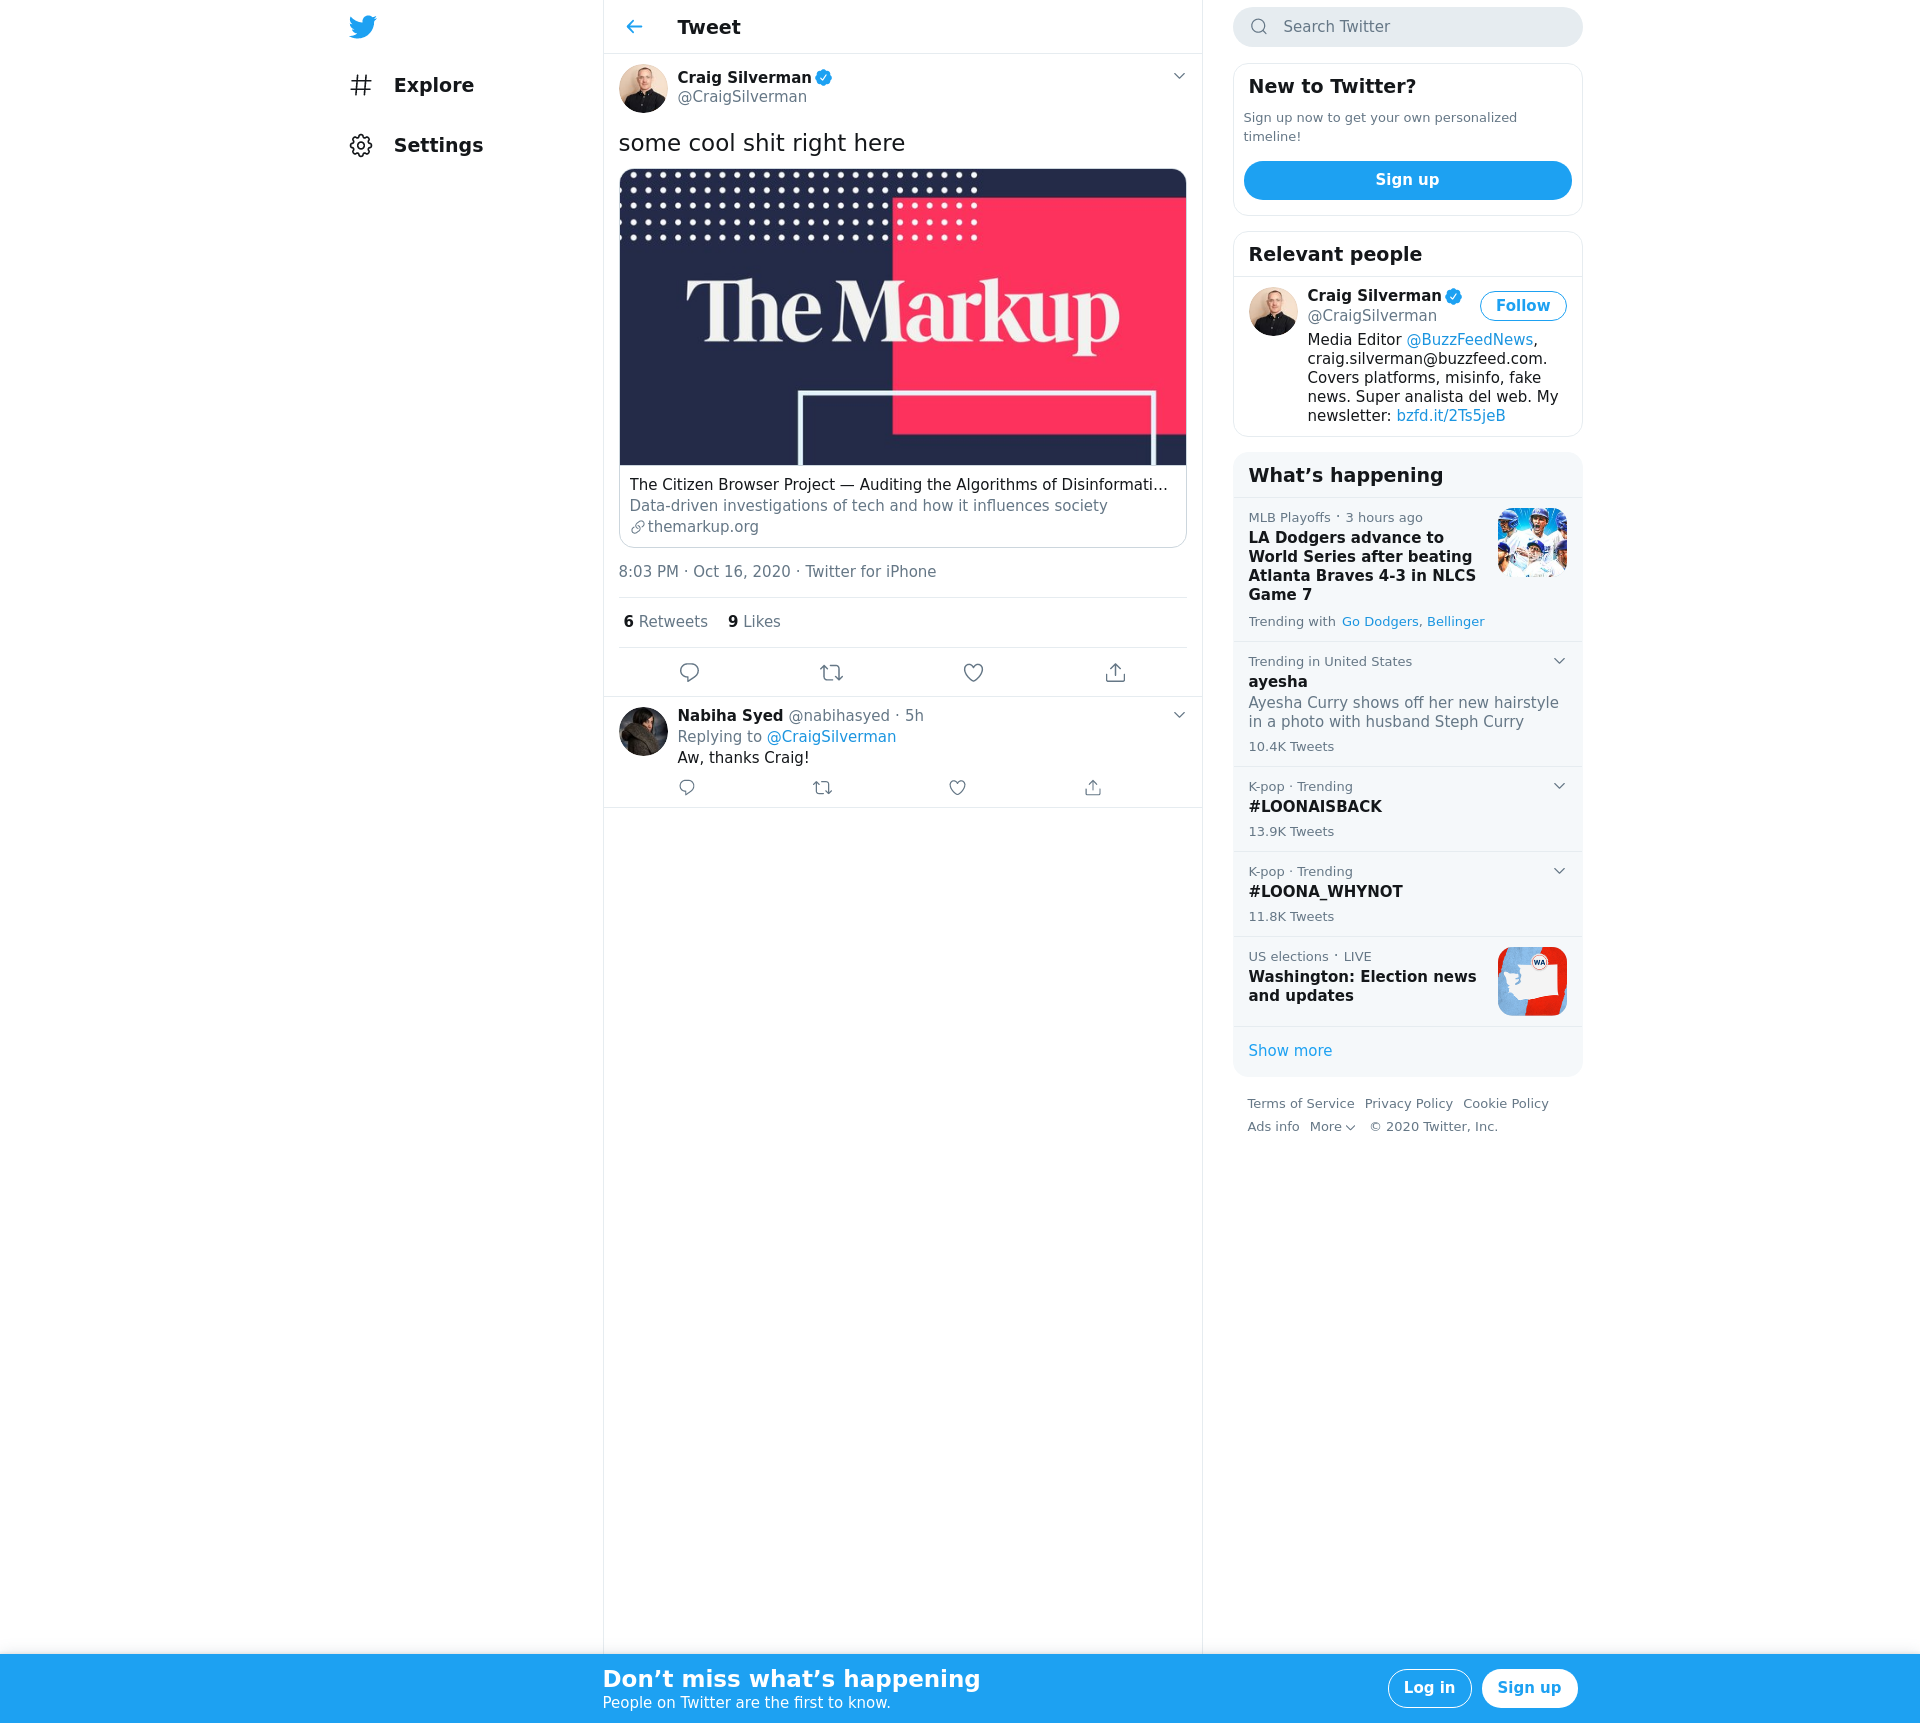 Explore
Settings
Tweet
Craig Silverman
@CraigSilverman
some cool shit right here
The Markup
The Citizen Browser Project — Auditing the Algorithms of Disinformati…
Data-driven investigations of tech and how it influences society
themarkup.org
8:03 PM · Oct 16, 2020 · Twitter for iPhone
6 Retweets 9 Likes
Nabiha Syed @nabihasyed · 5h
Replying to @CraigSilverman
Aw, thanks Craig!
Search Twitter
New to Twitter?
Sign up now to get your own personalized
timeline!
Sign up
Relevant people
Craig Silverman
@CraigSilverman
Follow
Media Editor @BuzzFeedNews,
craig.silverman@buzzfeed.com.
Covers platforms, misinfo, fake
news. Super analista del web. My
newsletter: bzfd.it/2Ts5jeB
What’s happening
MLB Playoffs · 3 hours ago
LA Dodgers advance to
World Series after beating
Atlanta Braves 4-3 in NLCS
Game 7
Trending with Go Dodgers, Bellinger
Trending in United States
ayesha
Ayesha Curry shows off her new hairstyle
in a photo with husband Steph Curry
10.4K Tweets
K-pop · Trending
#LOONAISBACK
13.9K Tweets
K-pop · Trending
#LOONA_WHYNOT
11.8K Tweets
US elections · LIVE
Washington: Election news
and updates
WA
Show more
Terms of Service Privacy Policy Cookie Policy
Ads info More © 2020 Twitter, Inc.
Don’t miss what’s happening
People on Twitter are the first to know.
Log in
Sign up